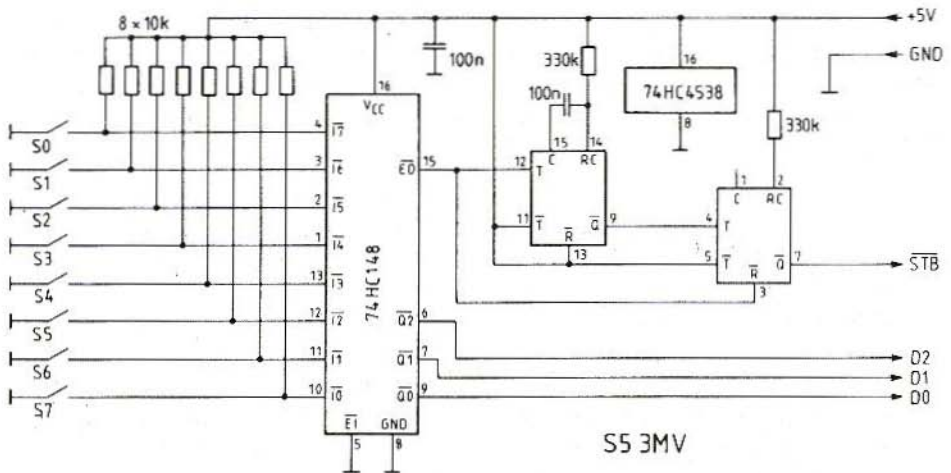 8 × 10k
+5V
GND
100n
330k
100n
16
74HC4538
8
330k
16
VCC
S0
4
I7
S1
3
I6
S2
2
I5
S3
1
I4
S4
13
I3
S5
12
I2
S6
11
I1
S7
10
I0
74HC148
E0
15
Q2
6
Q1
7
Q0
9
EI
5
GND
8
15
C
14
RC
12
T
11
T
R
13
Q
9
1
C
2
RC
4
T
5
T
R
3
Q
7
STB
D2
D1
D0
S5 3MV